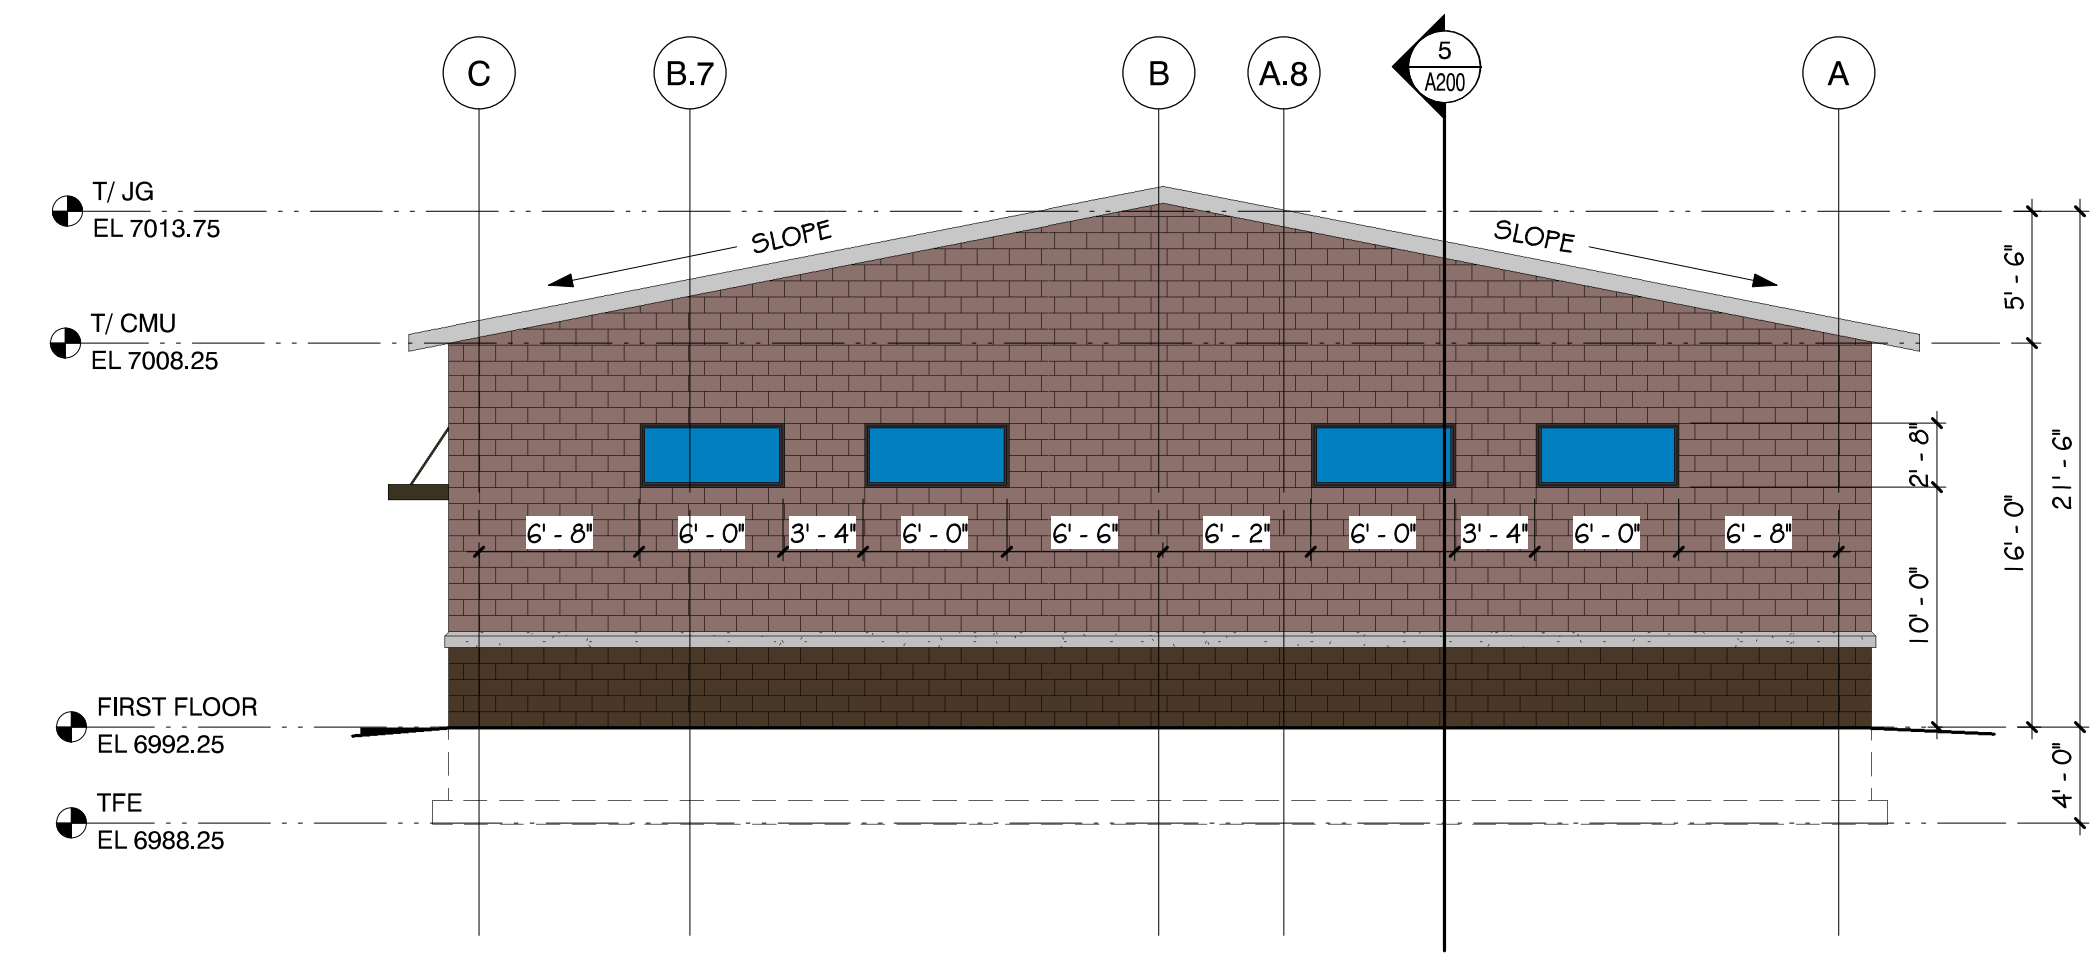 C
B.7
B
A.8
5
A200
A
T/ JG
EL 7013.75
SLOPE
SLOPE
5' - 6"
T/ CMU
EL 7008.25
2' - 8"
21' - 6"
16' - 0"
6' - 8"
6' - 0"
3' - 4"
6' - 0"
6' - 6"
6' - 2"
6' - 0"
3' - 4"
6' - 0"
6' - 8"
10' - 0"
FIRST FLOOR
EL 6992.25
4' - 0"
TFE
EL 6988.25